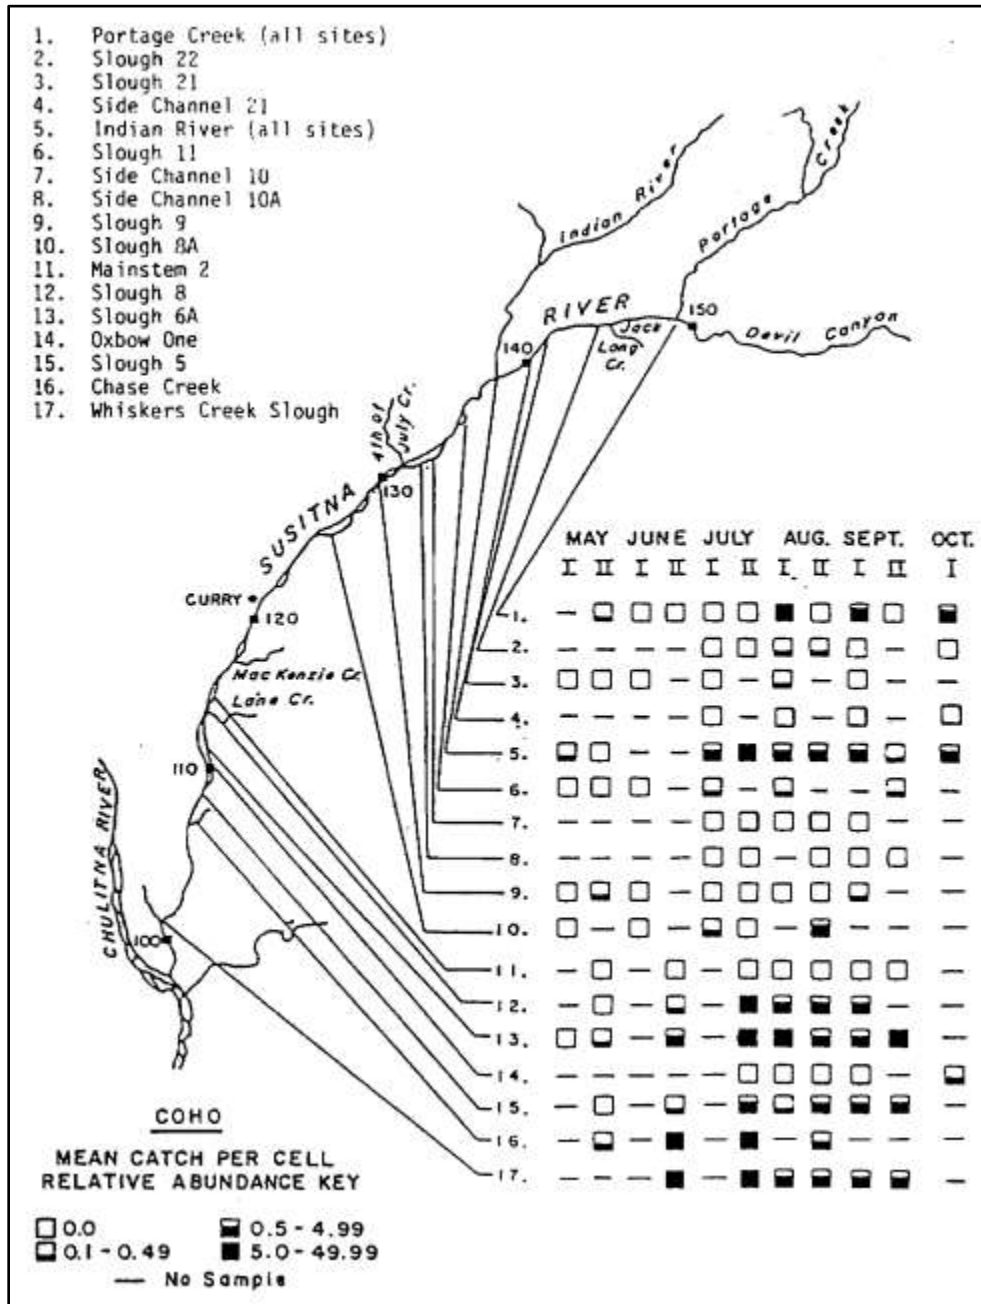 1. Portage Creek (all sites)
2. Slough 22
3. Slough 21
4. Side Channel 21
5. Indian River (all sites)
6. Slough 11
7. Side Channel 10
8. Side Channel 10A
9. Slough 9
10. Slough 8A
11. Mainstem 2
12. Slough 8
13. Slough 6A
14. Oxbow One
15. Slough 5
16. Chase Creek
17. Whiskers Creek Slough
Indian River
Portage Creek
RIVER
150
Jack Long Cr.
Devil Canyon
140
4th of July Cr.
130
SUSITNA
CURRY
120
MacKenzie Cr.
Lane Cr.
110
CHULITNA RIVER
100
MAY JUNE JULY AUG. SEPT. OCT.
I II I II I II I II I II I
1. —
2. —
3. — — — — —
4. — — — — — — —
5. — —
6. — — — — —
7. — — — — — —
8. — — — — — —
9. — — —
10. — — — — —
11. — — — —
12. — — — — —
13. — — —
14. — — — — — —
15. — — — —
16. — — — — — — —
17. — — — — — —
COHO
MEAN CATCH PER CELL
RELATIVE ABUNDANCE KEY
0.0 0.5 - 4.99
0.1 - 0.49 5.0 - 49.99
— No Sample